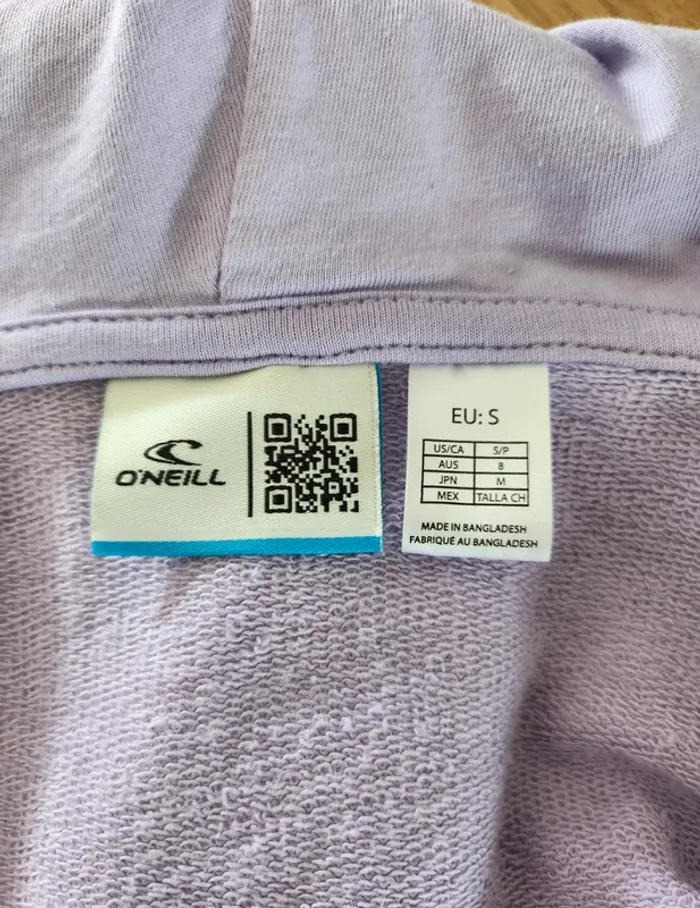 O'NEILL
EU: S
US/CA S/P
AUS 8
JPN M
MEX TALLA CH
MADE IN BANGLADESH
FABRIQUÉ AU BANGLADESH